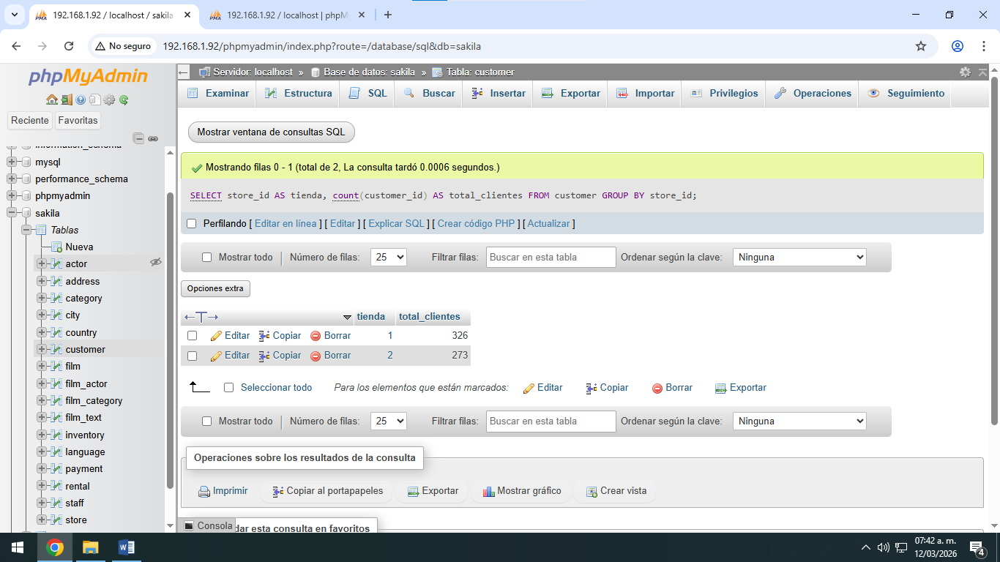 192.168.1.92 / localhost / sakila
192.168.1.92 / localhost | phpM
No seguro
192.168.1.92/phpmyadmin/index.php?route=/database/sql&db=sakila
phpMyAdmin
Reciente Favoritas
information_schema
mysql
performance_schema
phpmyadmin
sakila
Tablas
Nueva
actor
address
category
city
country
customer
film
film_actor
film_category
film_text
inventory
language
payment
rental
staff
store
Servidor: localhost » Base de datos: sakila » Tabla: customer
Examinar Estructura SQL Buscar Insertar Exportar Importar Privilegios Operaciones Seguimiento
Mostrar ventana de consultas SQL
Mostrando filas 0 - 1 (total de 2, La consulta tardó 0.0006 segundos.)
SELECT store_id AS tienda, count(customer_id) AS total_clientes FROM customer GROUP BY store_id;
Perfilando [ Editar en línea ] [ Editar ] [ Explicar SQL ] [ Crear código PHP ] [ Actualizar ]
Mostrar todo | Número de filas: 25 Filtrar filas: Buscar en esta tabla Ordenar según la clave: Ninguna
Opciones extra
←T→ tienda total_clientes
Editar Copiar Borrar 1 326
Editar Copiar Borrar 2 273
Seleccionar todo Para los elementos que están marcados: Editar Copiar Borrar Exportar
Mostrar todo | Número de filas: 25 Filtrar filas: Buscar en esta tabla Ordenar según la clave: Ninguna
Operaciones sobre los resultados de la consulta
Imprimir Copiar al portapapeles Exportar Mostrar gráfico Crear vista
Consola dar esta consulta en favoritos
07:42 a. m.
12/03/2026
4